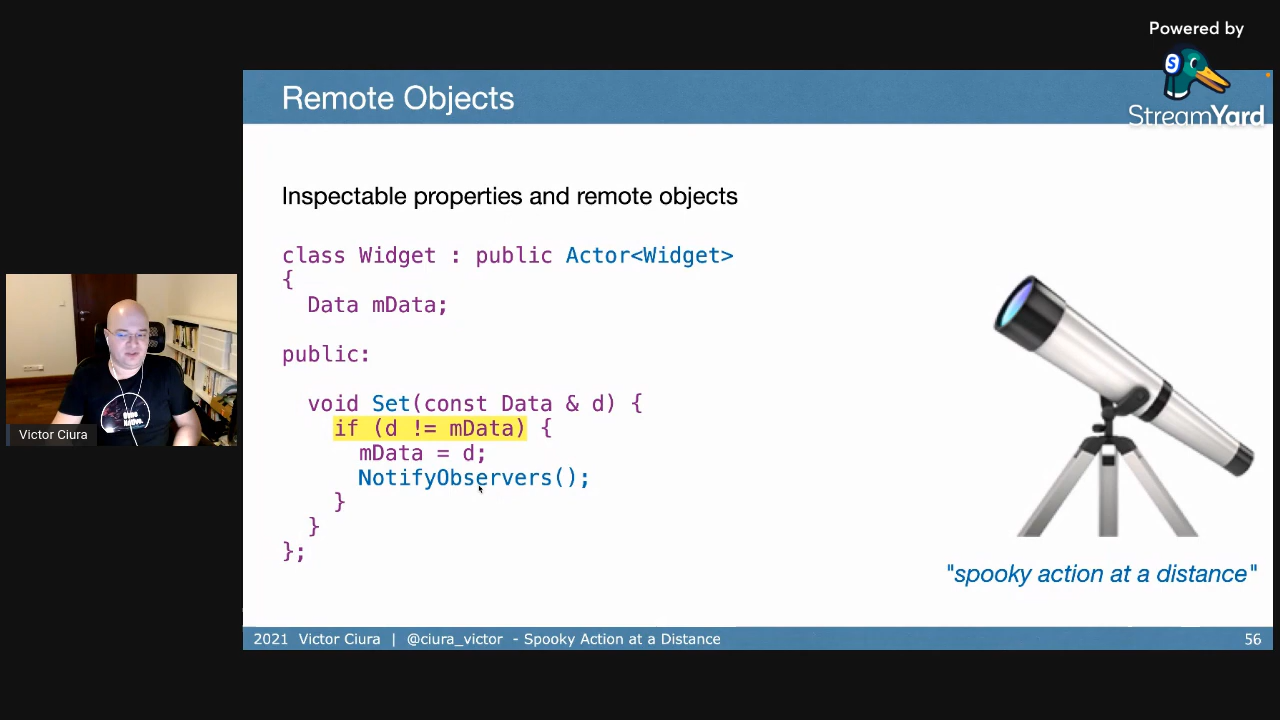 Powered by
StreamYard
Remote Objects
Inspectable properties and remote objects
class Widget : public Actor<Widget>
{
Data mData;
public:
void Set(const Data & d) {
if (d != mData) {
mData = d;
NotifyObservers();
}
}
};
"spooky action at a distance"
Victor Ciura
2021 Victor Ciura | @ciura_victor - Spooky Action at a Distance
56